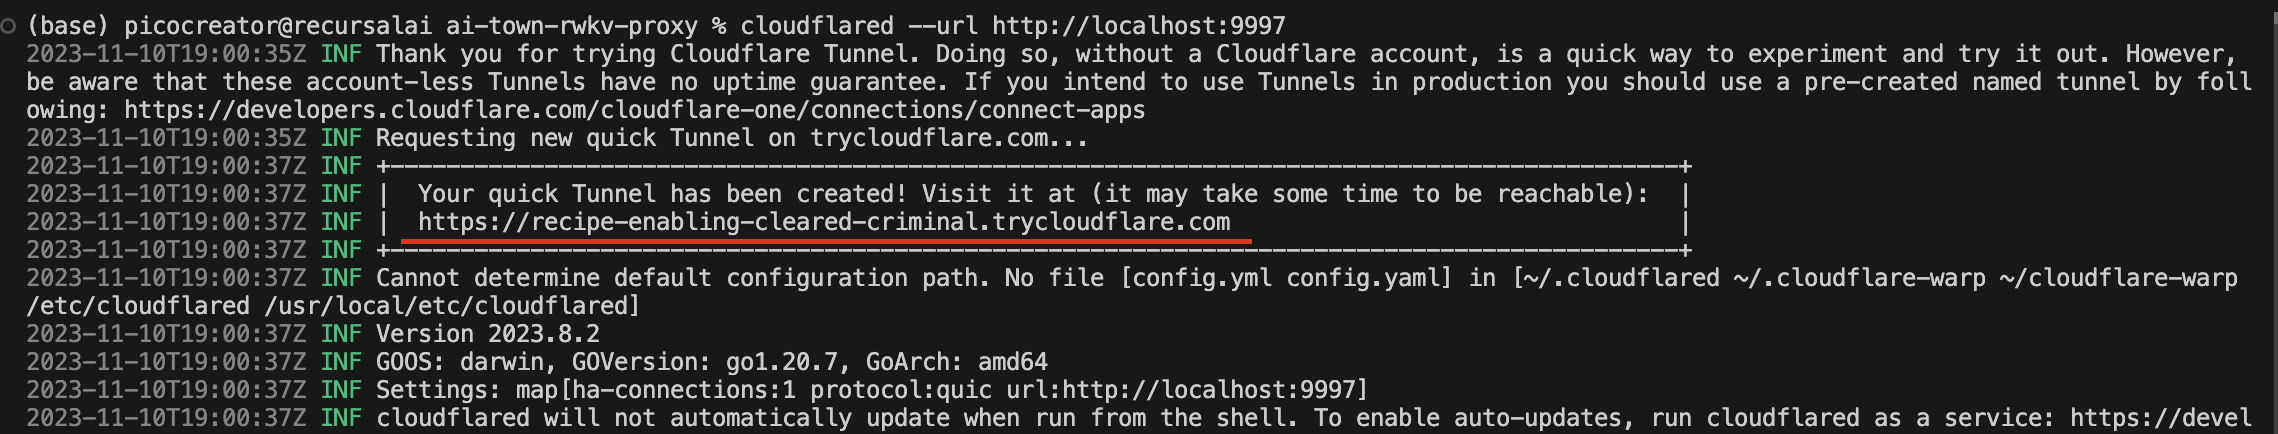 (base) picocreator@recursalai ai-town-rwkv-proxy % cloudflared --url http://localhost:9997
2023-11-10T19:00:35Z INF Thank you for trying Cloudflare Tunnel. Doing so, without a Cloudflare account, is a quick way to experiment and try it out. However,
be aware that these account-less Tunnels have no uptime guarantee. If you intend to use Tunnels in production you should use a pre-created named tunnel by foll
owing: https://developers.cloudflare.com/cloudflare-one/connections/connect-apps
2023-11-10T19:00:35Z INF Requesting new quick Tunnel on trycloudflare.com...
2023-11-10T19:00:37Z INF +--------------------------------------------------------------------------------------------+
2023-11-10T19:00:37Z INF |  Your quick Tunnel has been created! Visit it at (it may take some time to be reachable):  |
2023-11-10T19:00:37Z INF |  https://recipe-enabling-cleared-criminal.trycloudflare.com                                |
2023-11-10T19:00:37Z INF +--------------------------------------------------------------------------------------------+
2023-11-10T19:00:37Z INF Cannot determine default configuration path. No file [config.yml config.yaml] in [~/.cloudflared ~/.cloudflare-warp ~/cloudflare-warp
/etc/cloudflared /usr/local/etc/cloudflared]
2023-11-10T19:00:37Z INF Version 2023.8.2
2023-11-10T19:00:37Z INF GOOS: darwin, GOVersion: go1.20.7, GoArch: amd64
2023-11-10T19:00:37Z INF Settings: map[ha-connections:1 protocol:quic url:http://localhost:9997]
2023-11-10T19:00:37Z INF cloudflared will not automatically update when run from the shell. To enable auto-updates, run cloudflared as a service: https://devel